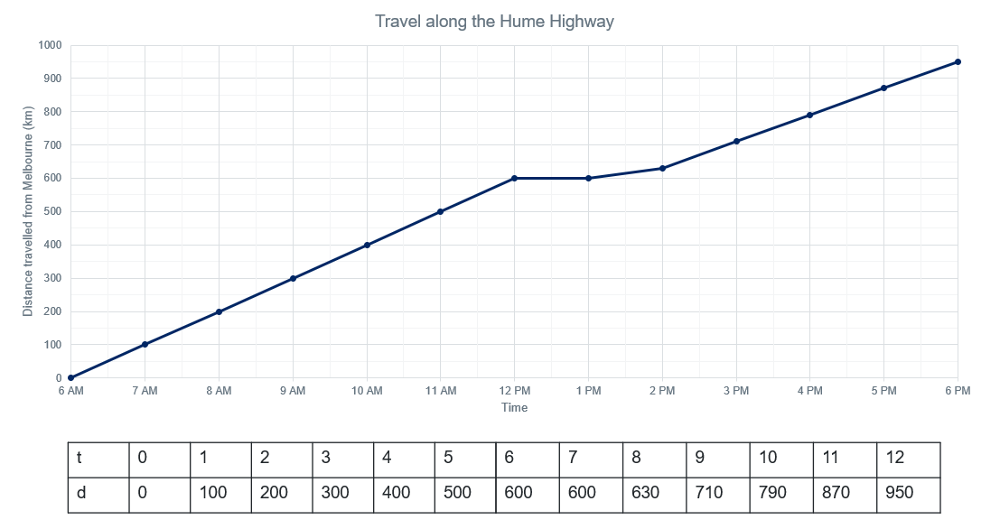 Travel along the Hume Highway
1000
900
800
700
600
500
400
300
200
100
0
Distance travelled from Melbourne (km)
6 AM 7 AM 8 AM 9 AM 10 AM 11 AM 12 PM 1 PM 2 PM 3 PM 4 PM 5 PM 6 PM
Time
t 0 1 2 3 4 5 6 7 8 9 10 11 12
d 0 100 200 300 400 500 600 600 630 710 790 870 950